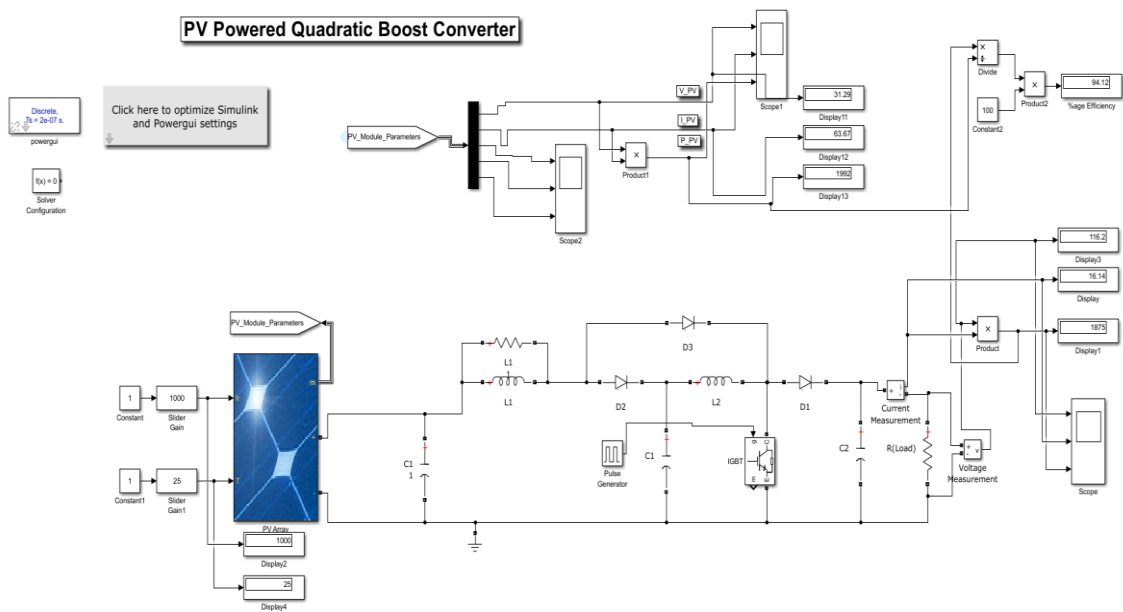 PV Powered Quadratic Boost Converter
Discrete,
Ts = 2e-07 s.
powergui
Click here to optimize Simulink
and Powergui settings
f(x) = 0
Solver
Configuration
PV_Module_Parameters
V_PV
I_PV
P_PV
×
Product1
Scope2
Scope1
31.29
Display11
63.67
Display12
1992
Display13
×
÷
Divide
100
Constant2
×
Product2
94.12
%age Efficiency
116.2
Display3
16.14
Display
×
Product
1875
Display1
Scope
PV_Module_Parameters
1
Constant
1000
Slider
Gain
1
Constant1
25
Slider
Gain1
PV Array
1000
Display2
25
Display4
C1
1
L1
1
L1
D3
D2
L2
D1
C1
Pulse
Generator
IGBT
g
C
m
E
C2
+
-
i
Current
Measurement
R(Load)
+
-
v
Voltage
Measurement